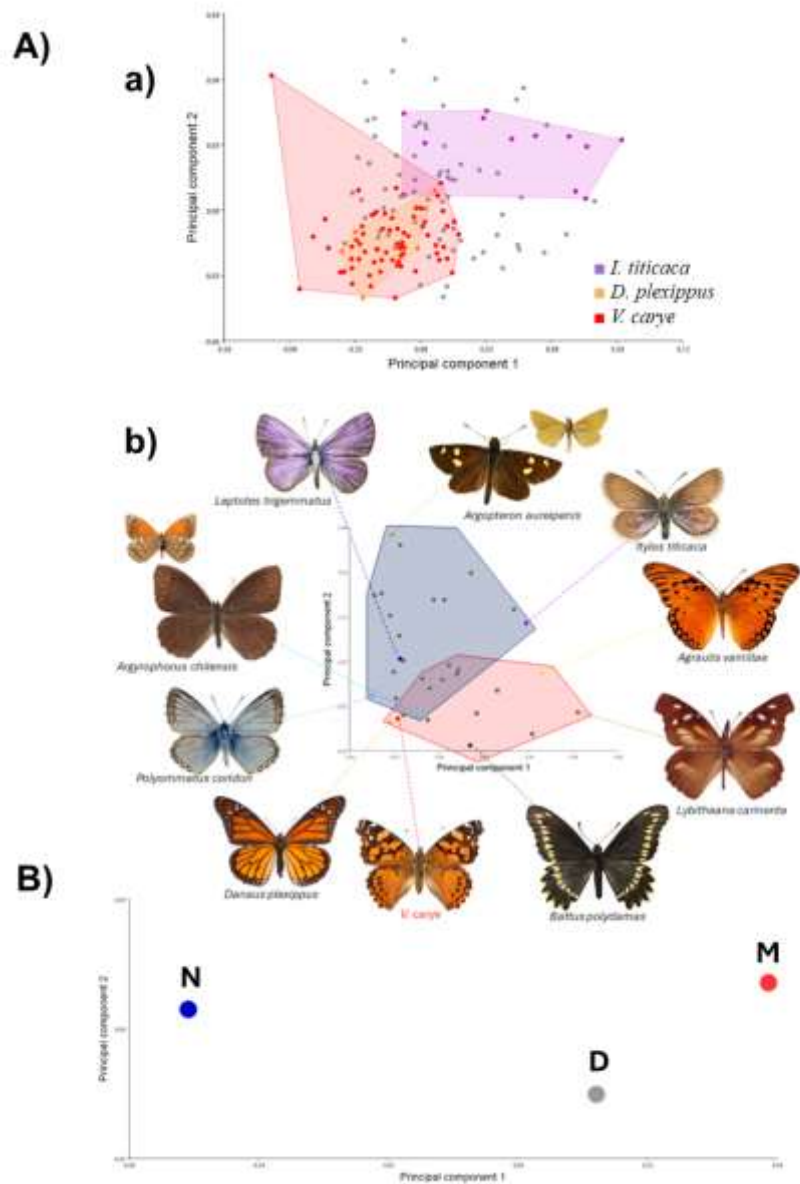 A)
a)
Principal component 2
I. titicaca
D. plexippus
V. carye
Principal component 1
b)
Leptotes trigemmatus
Argopteron aureipennis
Itylos titicaca
Argyrophorus chilensis
Agraulis vanillae
Principal component 2
Polyommatus coridon
Principal component 1
Lybitheana carinenta
Danaus plexippus
V. carye
Battus polydamas
B)
Principal component 2
N
M
D
Principal component 1